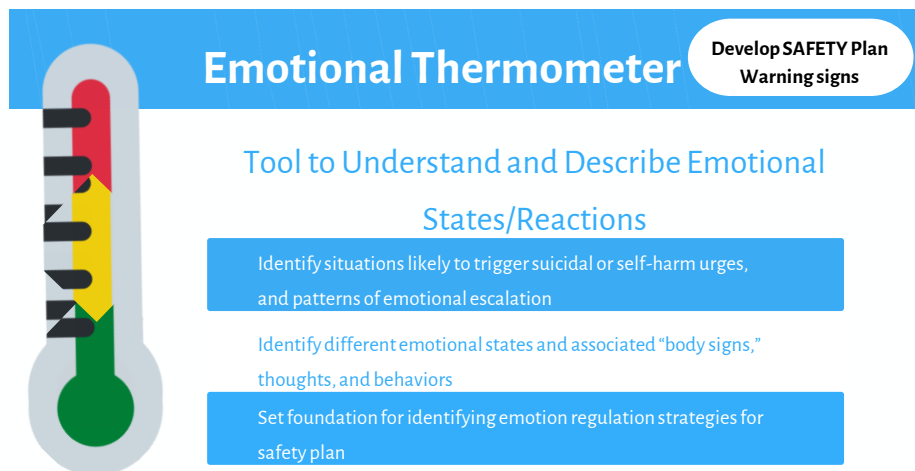 Emotional Thermometer
Develop SAFETY Plan
Warning signs
Tool to Understand and Describe Emotional
States/Reactions
Identify situations likely to trigger suicidal or self-harm urges,
and patterns of emotional escalation
Identify different emotional states and associated “body signs,”
thoughts, and behaviors
Set foundation for identifying emotion regulation strategies for
safety plan